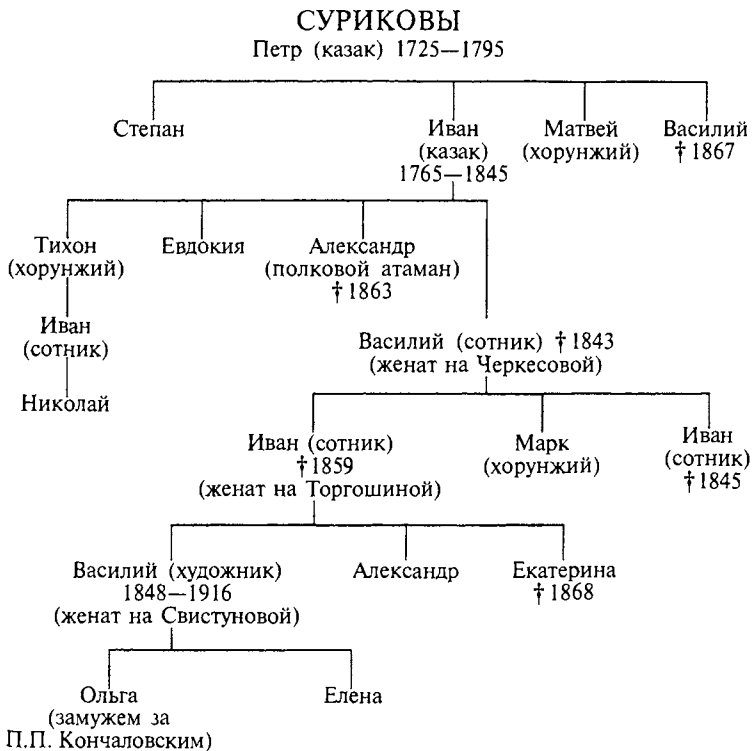 СУРИКОВЫ
Петр (казак) 1725—1795
Степан
Иван
(казак)
1765—1845
Матвей
(хорунжий)
Василий
†1867
Тихон
(хорунжий)
Евдокия
Александр
(полковой атаман)
†1863
Иван
(сотник)
Николай
Василий (сотник) †1843
(женат на Черкесовой)
Иван (сотник)
†1859
(женат на Торгошиной)
Марк
(хорунжий)
Иван
(сотник)
†1845
Василий (художник)
1848—1916
(женат на Свистуновой)
Александр
Екатерина
†1868
Ольга
(замужем за
П.П. Кончаловским)
Елена